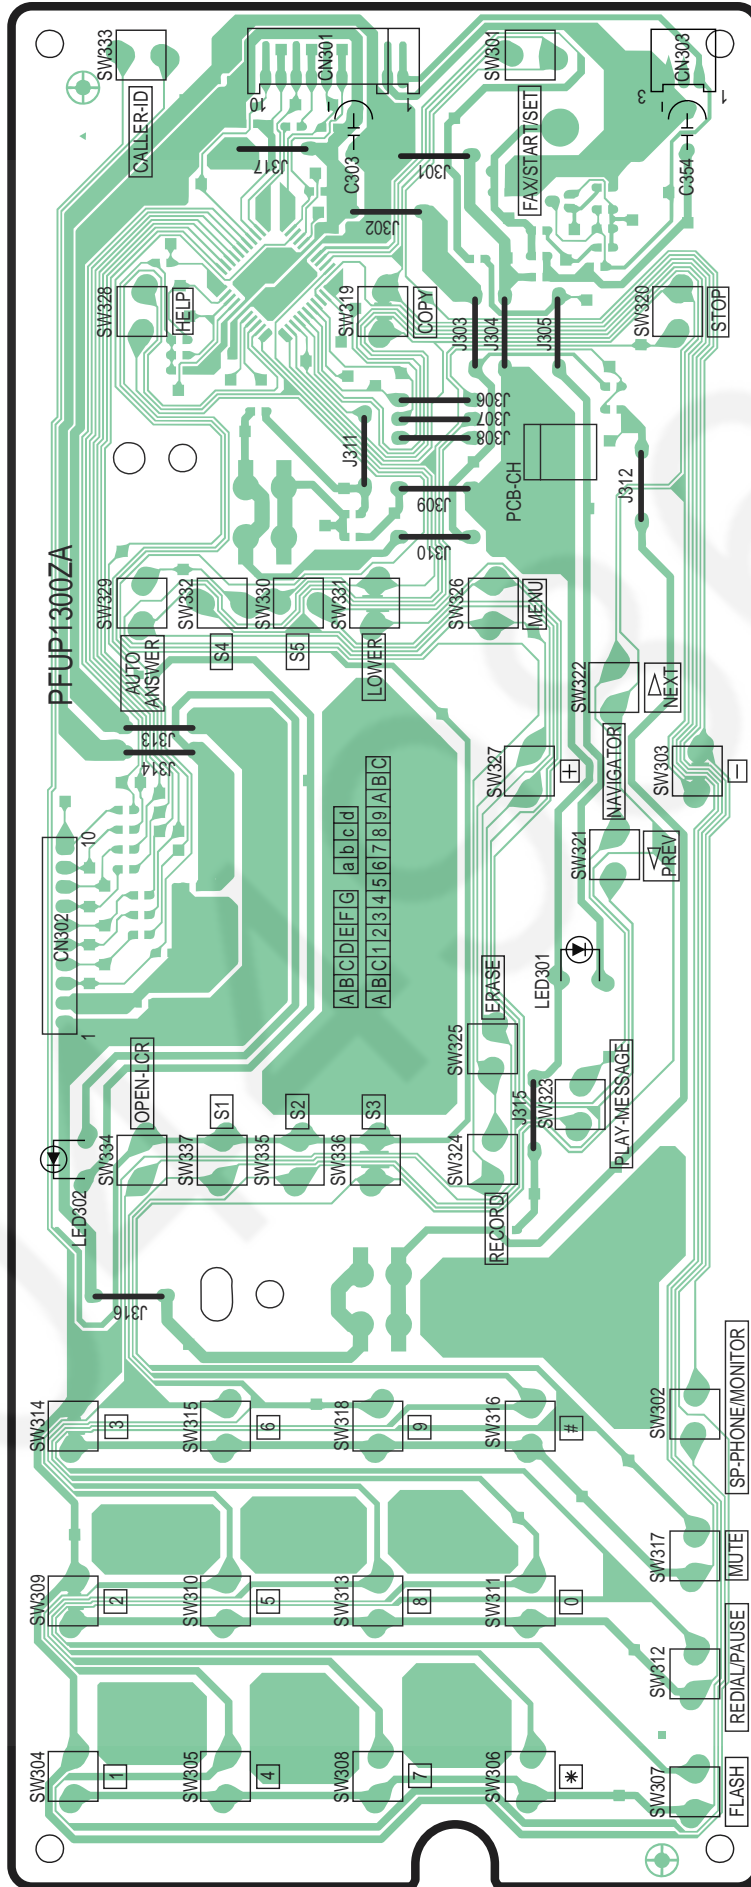 SW333
CALLER-ID
CN301
10
1
SW301
FAX/START/SET
CN303
3
1
J317
C303
J301
J302
C354
SW328
HELP
SW319
COPY
J303
J304
J305
SW320
STOP
J306
J307
J308
J311
J309
J310
PCB-CH
J312
PFUP1300ZA
SW329
AUTO
ANSWER
SW332
S4
SW330
S5
SW331
LOWER
SW326
MENU
SW322
NEXT
J313
J314
SW327
+
NAVIGATOR
SW303
−
SW321
PREV
CN302
10
1
A B C D E F G a b c d
A B C 1 2 3 4 5 6 7 8 9 A B C
ERASE
SW325
LED301
OPEN-LCR
S1
S2
S3
SW334
SW337
SW335
SW336
LED302
SW324
RECORD
J315
SW323
PLAY-MESSAGE
J316
SW314
3
SW315
6
SW318
9
SW316
#
SW302
SP-PHONE/MONITOR
SW309
2
SW310
5
SW313
8
SW311
0
SW317
MUTE
SW312
REDIAL/PAUSE
SW304
1
SW305
4
SW308
7
SW306
*
SW307
FLASH